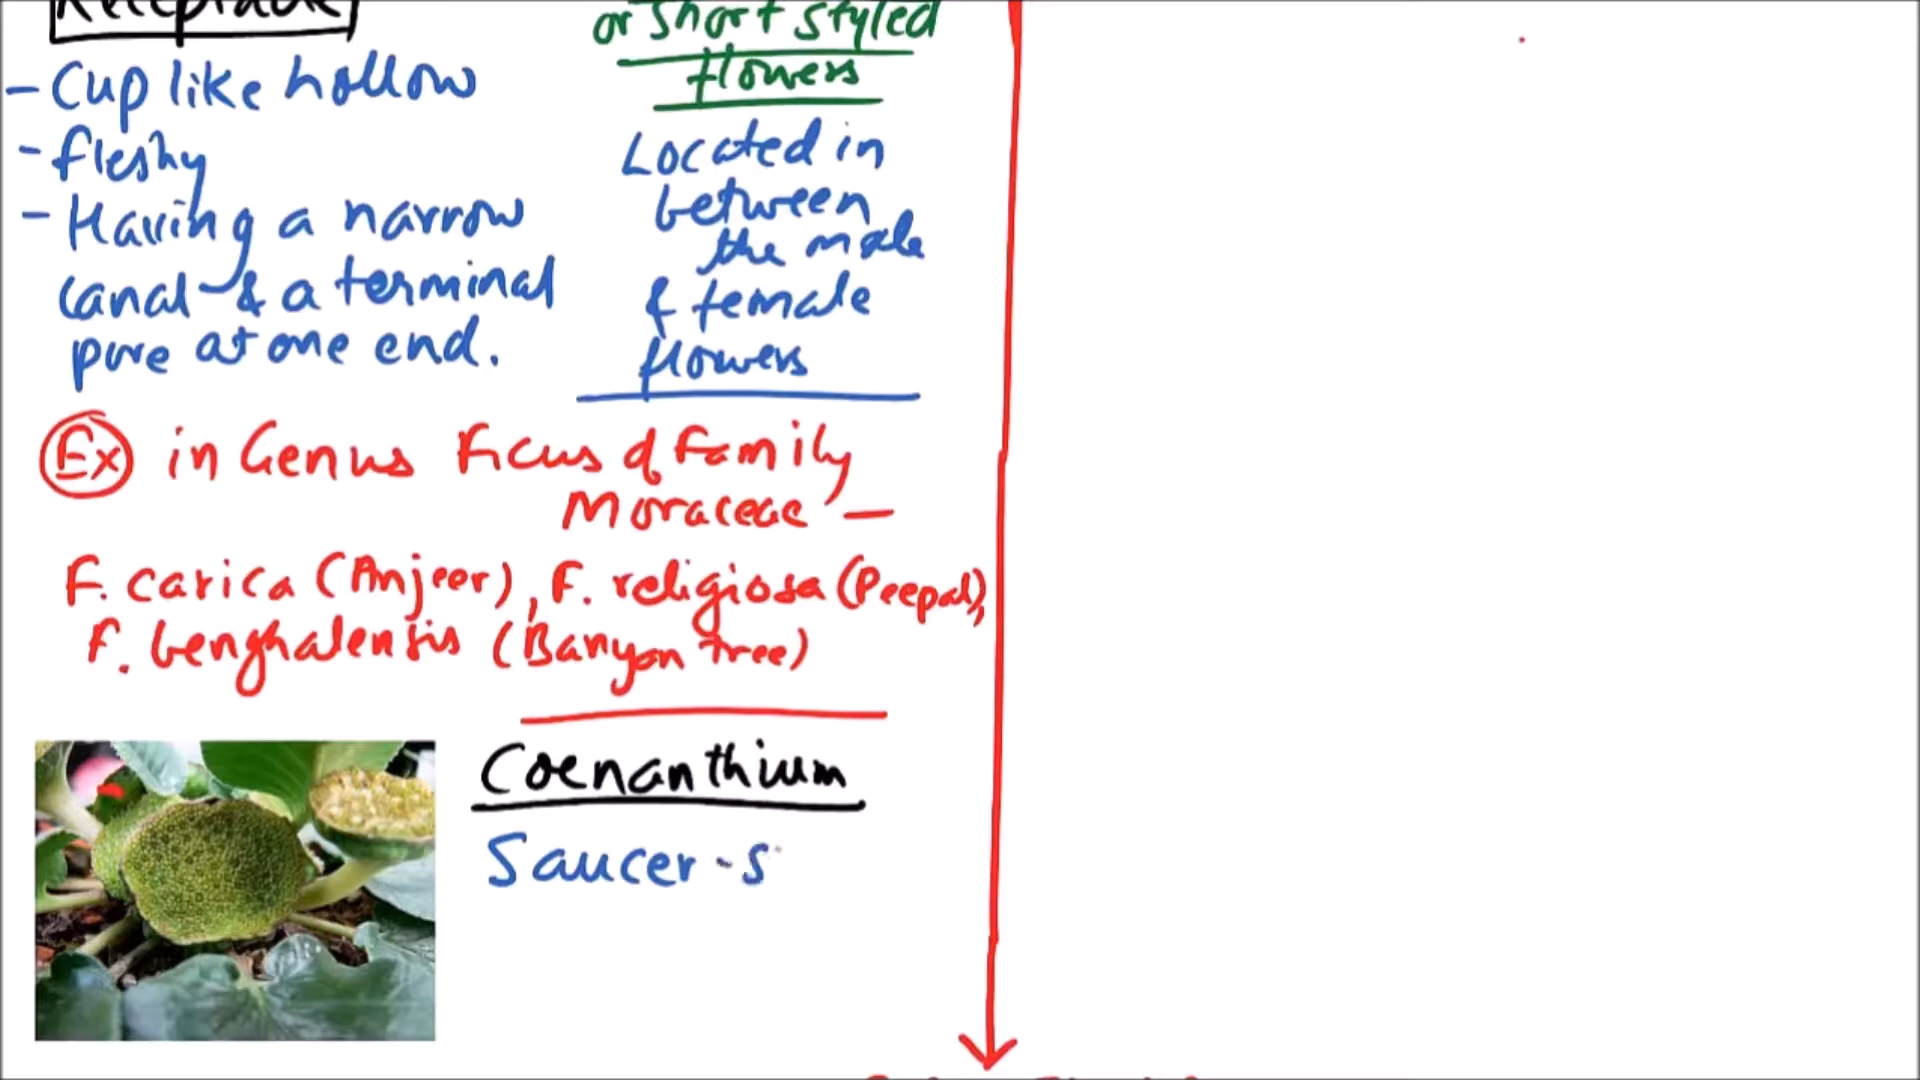 Receptacle
- Cup like hollow
- fleshy
- Having a narrow
canal & a terminal
pore at one end.
or short styled
flowers
Located in
between
the male
& female
flowers
Ex in Genus Ficus of Family
Moraceae -
F. carica (Anjeer), F. religiosa (Peepal),
F. benghalensis (Banyan tree)
Coenanthium
Saucer-s